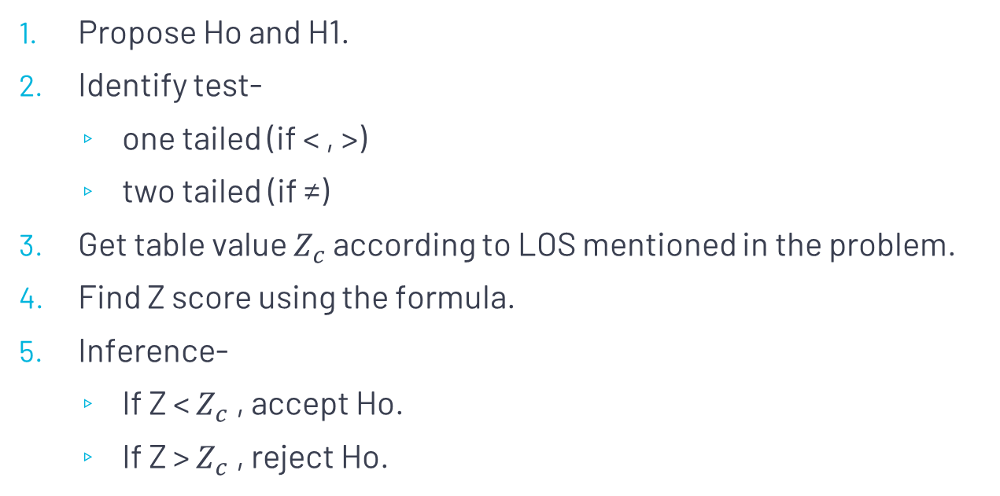 1. Propose Ho and H1.
2. Identify test-
▹ one tailed (if < , >)
▹ two tailed (if ≠)
3. Get table value Z_c according to LOS mentioned in the problem.
4. Find Z score using the formula.
5. Inference-
▹ If Z < Z_c , accept Ho.
▹ If Z > Z_c , reject Ho.